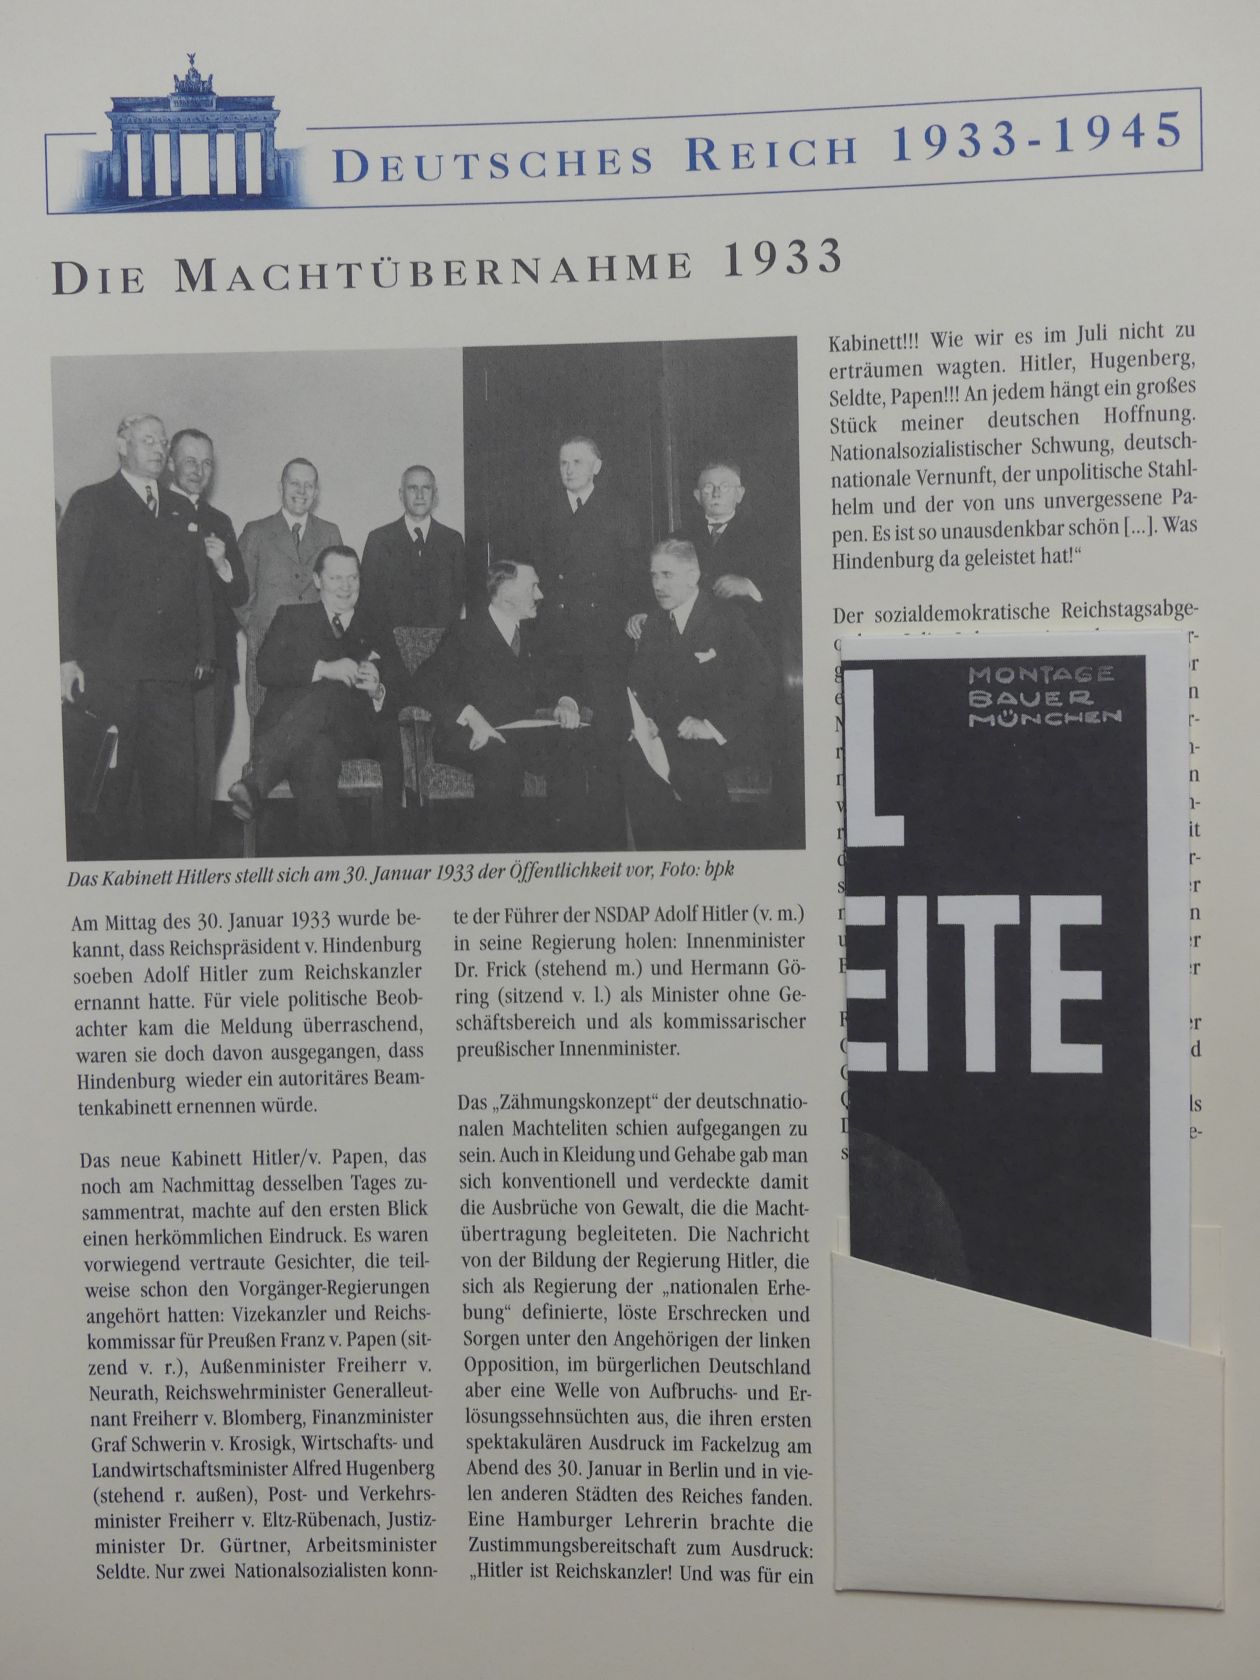 DEUTSCHES REICH 1933-1945
DIE MACHTÜBERNAHME 1933
Das Kabinett Hitlers stellt sich am 30. Januar 1933 der Öffentlichkeit vor, Foto: bpk
Am Mittag des 30. Januar 1933 wurde be-
kannt, dass Reichspräsident v. Hindenburg
soeben Adolf Hitler zum Reichskanzler
ernannt hatte. Für viele politische Beob-
achter kam die Meldung überraschend,
waren sie doch davon ausgegangen, dass
Hindenburg wieder ein autoritäres Beam-
tenkabinett ernennen würde.
Das neue Kabinett Hitler/v. Papen, das
noch am Nachmittag desselben Tages zu-
sammentrat, machte auf den ersten Blick
einen herkömmlichen Eindruck. Es waren
vorwiegend vertraute Gesichter, die teil-
weise schon den Vorgänger-Regierungen
angehört hatten: Vizekanzler und Reichs-
kommissar für Preußen Franz v. Papen (sit-
zend v. r.), Außenminister Freiherr v.
Neurath, Reichswehrminister Generalleut-
nant Freiherr v. Blomberg, Finanzminister
Graf Schwerin v. Krosigk, Wirtschafts- und
Landwirtschaftsminister Alfred Hugenberg
(stehend r. außen), Post- und Verkehrs-
minister Freiherr v. Eltz-Rübenach, Justiz-
minister Dr. Gürtner, Arbeitsminister
Seldte. Nur zwei Nationalsozialisten konn-
te der Führer der NSDAP Adolf Hitler (v. m.)
in seine Regierung holen: Innenminister
Dr. Frick (stehend m.) und Hermann Gö-
ring (sitzend v. l.) als Minister ohne Ge-
schäftsbereich und als kommissarischer
preußischer Innenminister.
Das „Zähmungskonzept“ der deutschnatio-
nalen Machteliten schien aufgegangen zu
sein. Auch in Kleidung und Gehabe gab man
sich konventionell und verdeckte damit
die Ausbrüche von Gewalt, die die Macht-
übertragung begleiteten. Die Nachricht
von der Bildung der Regierung Hitler, die
sich als Regierung der „nationalen Erhe-
bung“ definierte, löste Erschrecken und
Sorgen unter den Angehörigen der linken
Opposition, im bürgerlichen Deutschland
aber eine Welle von Aufbruchs- und Er-
lösungssehnsüchten aus, die ihren ersten
spektakulären Ausdruck im Fackelzug am
Abend des 30. Januar in Berlin und in vie-
len anderen Städten des Reiches fanden.
Eine Hamburger Lehrerin brachte die
Zustimmungsbereitschaft zum Ausdruck:
„Hitler ist Reichskanzler! Und was für ein
Kabinett!!! Wie wir es im Juli nicht zu
erträumen wagten. Hitler, Hugenberg,
Seldte, Papen!!! An jedem hängt ein großes
Stück meiner deutschen Hoffnung.
Nationalsozialistischer Schwung, deutsch-
nationale Vernunft, der unpolitische Stahl-
helm und der von uns unvergessene Pa-
pen. Es ist so unausdenkbar schön [...]. Was
Hindenburg da geleistet hat!“
Der sozialdemokratische Reichstagsabge-
MONTAGE
BAUER
MÜNCHEN
L
EITE